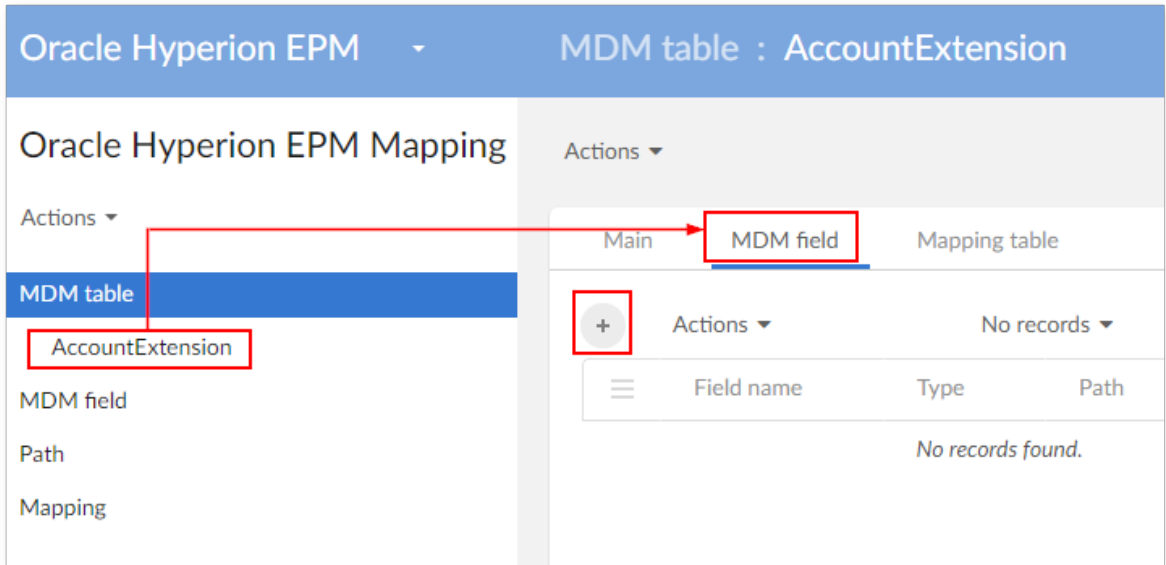 Oracle Hyperion EPM
MDM table : AccountExtension
Oracle Hyperion EPM Mapping
Actions
MDM table
AccountExtension
MDM field
Path
Mapping
Actions
Main MDM field Mapping table
+ Actions No records
Field name Type Path
No records found.